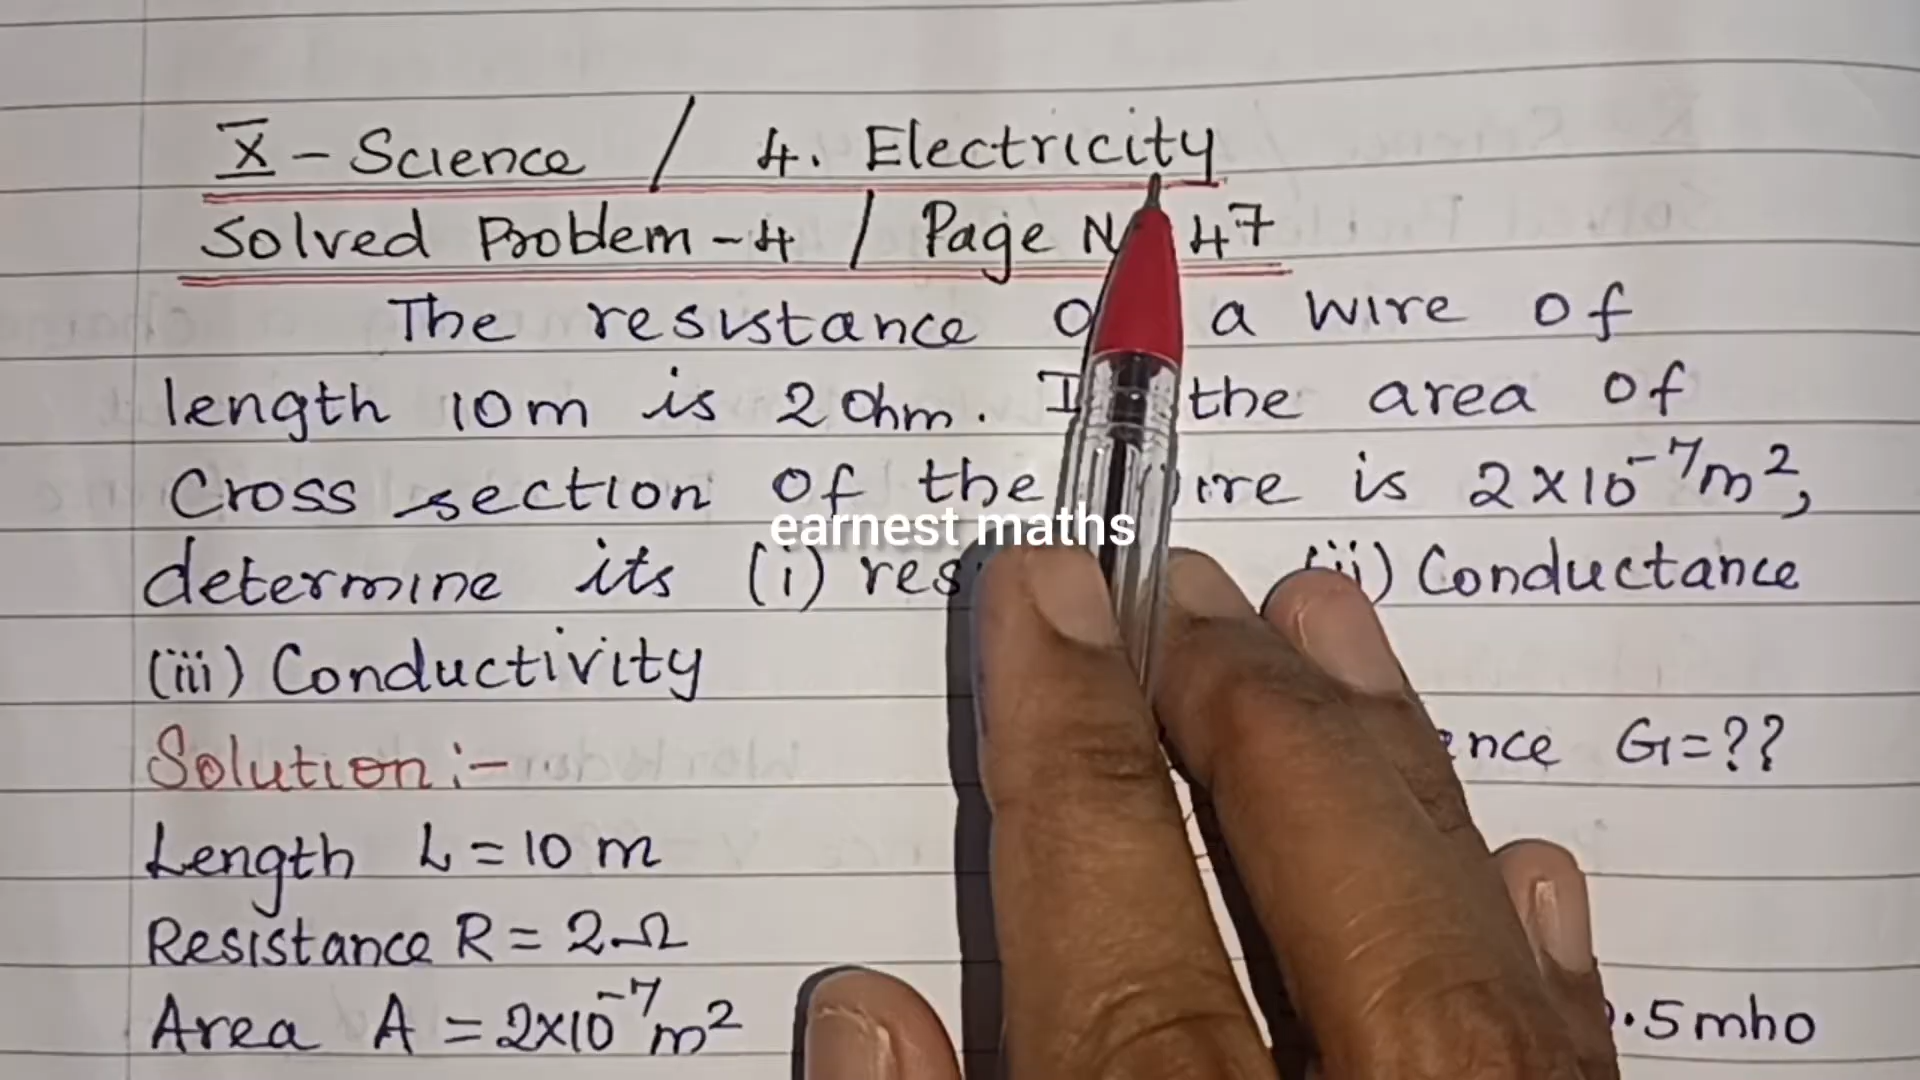 X - Science / 4. Electricity
Solved Problem - 4 / Page N 47
The resistance a wire of
length 10m is 2 Ohm. the area of
Cross section of the is 2×10⁻⁷m²,
earnest maths
determine its (i) (ii) Conductance
(iii) Conductivity
Solution :-
G=??
Length L = 10 m
Resistance R = 2Ω
Area A = 2×10⁻⁷m²
.5 mho